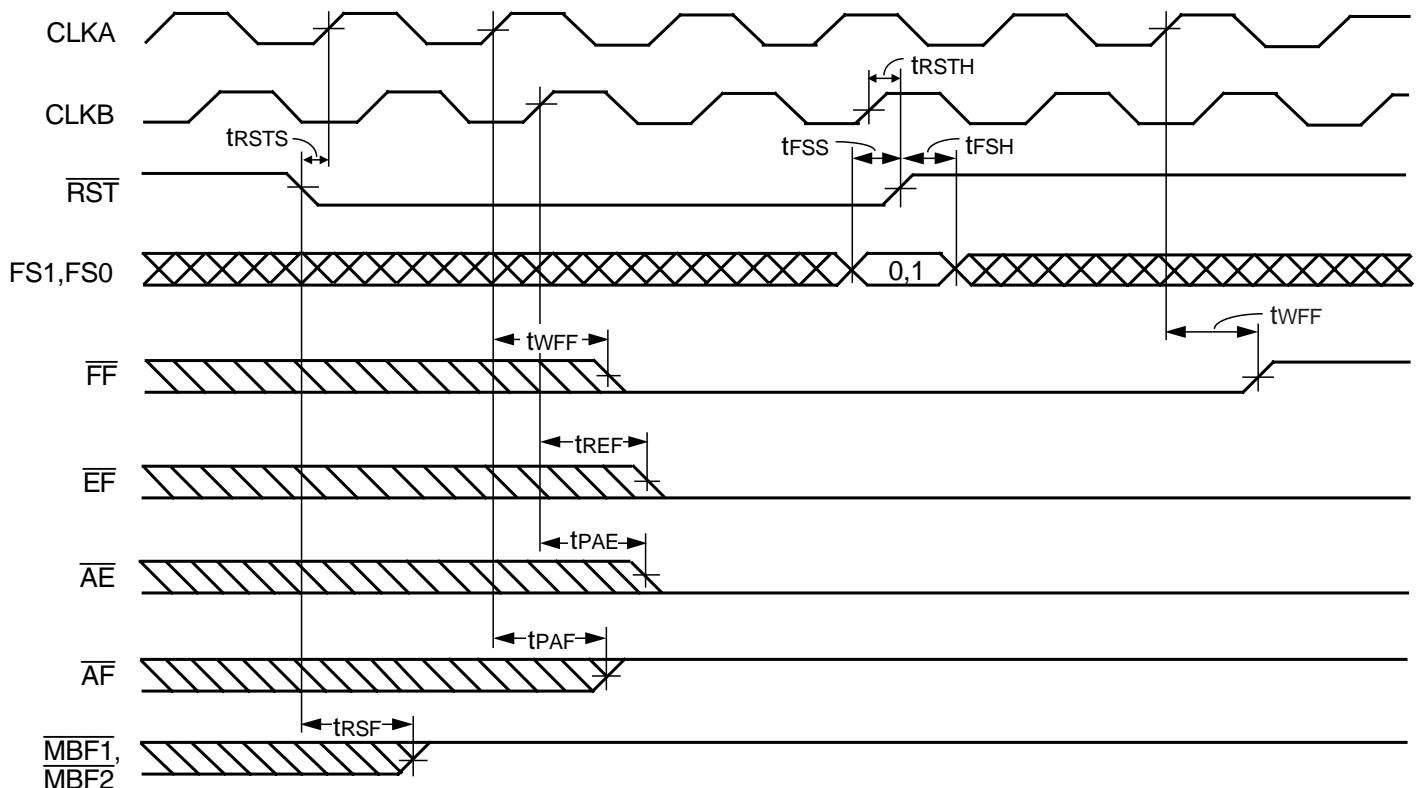 CLKA
tRSTH
CLKB
tRSTS
tFSS
tFSH
RST
FS1,FS0
0,1
tWFF
tWFF
FF
tREF
EF
tPAE
AE
tPAF
AF
tRSF
MBF1,
MBF2